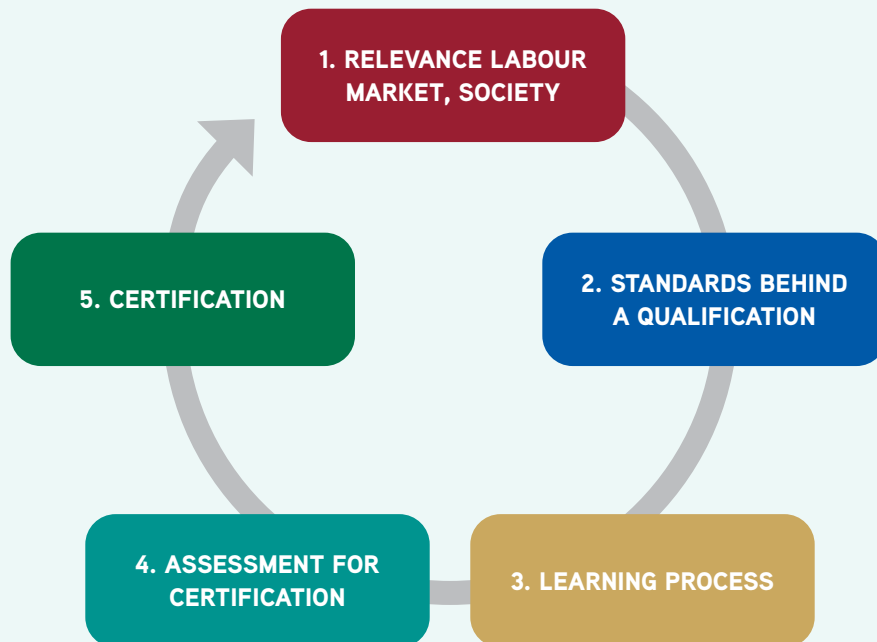 1. RELEVANCE LABOUR
MARKET, SOCIETY
2. STANDARDS BEHIND
A QUALIFICATION
3. LEARNING PROCESS
4. ASSESSMENT FOR
CERTIFICATION
5. CERTIFICATION